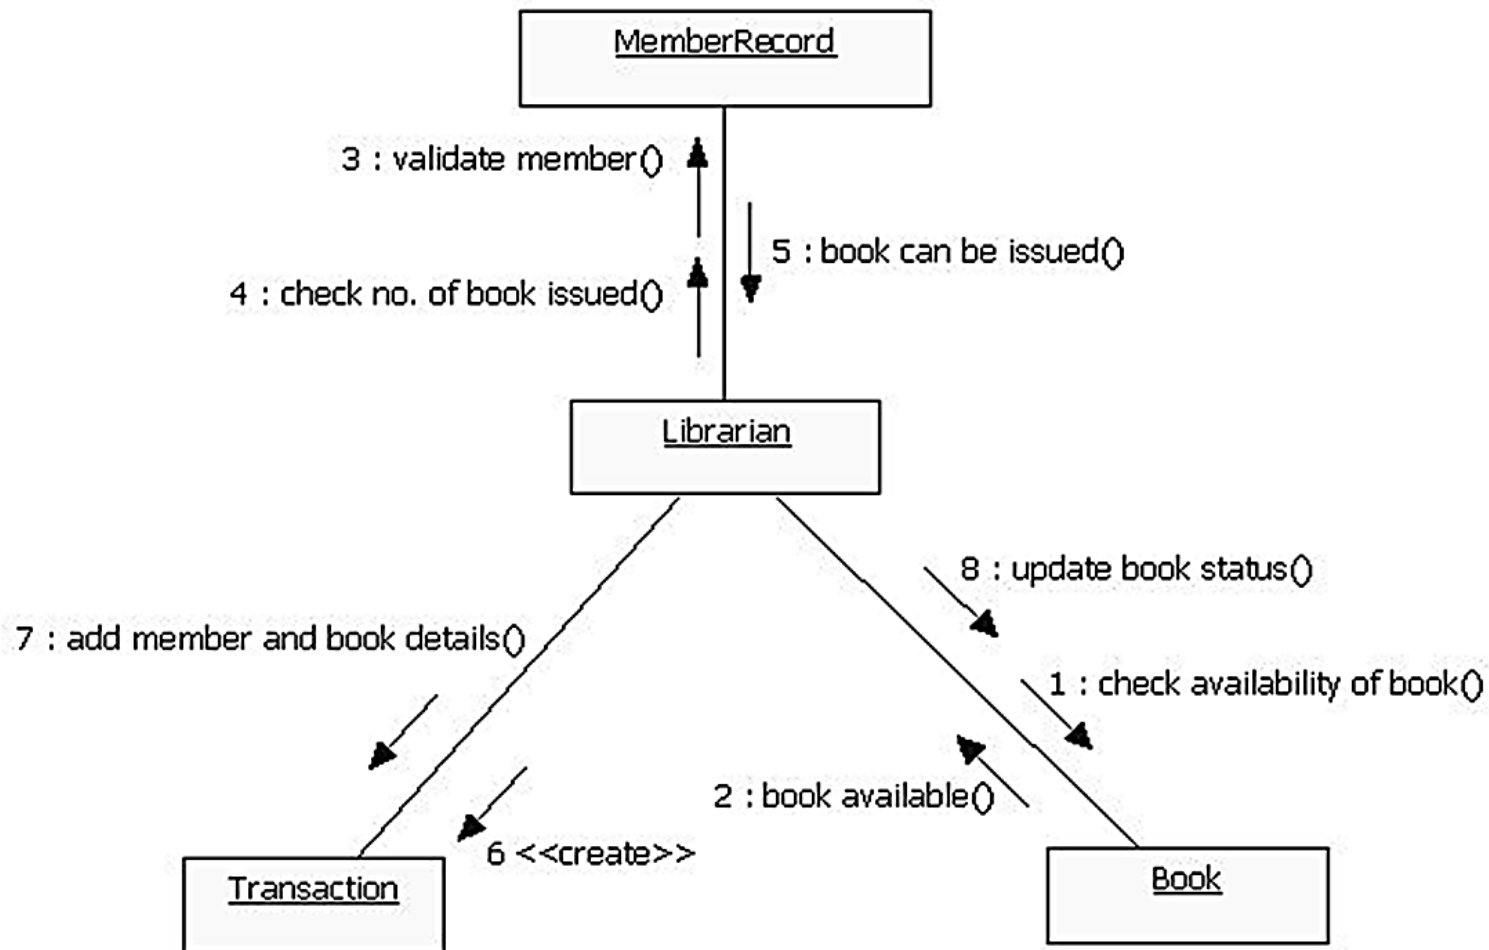 MemberRecord
3 : validate member()
5 : book can be issued()
4 : check no. of book issued()
Librarian
8 : update book status()
7 : add member and book details()
1 : check availability of book()
2 : book available()
6 <<create>>
Transaction
Book